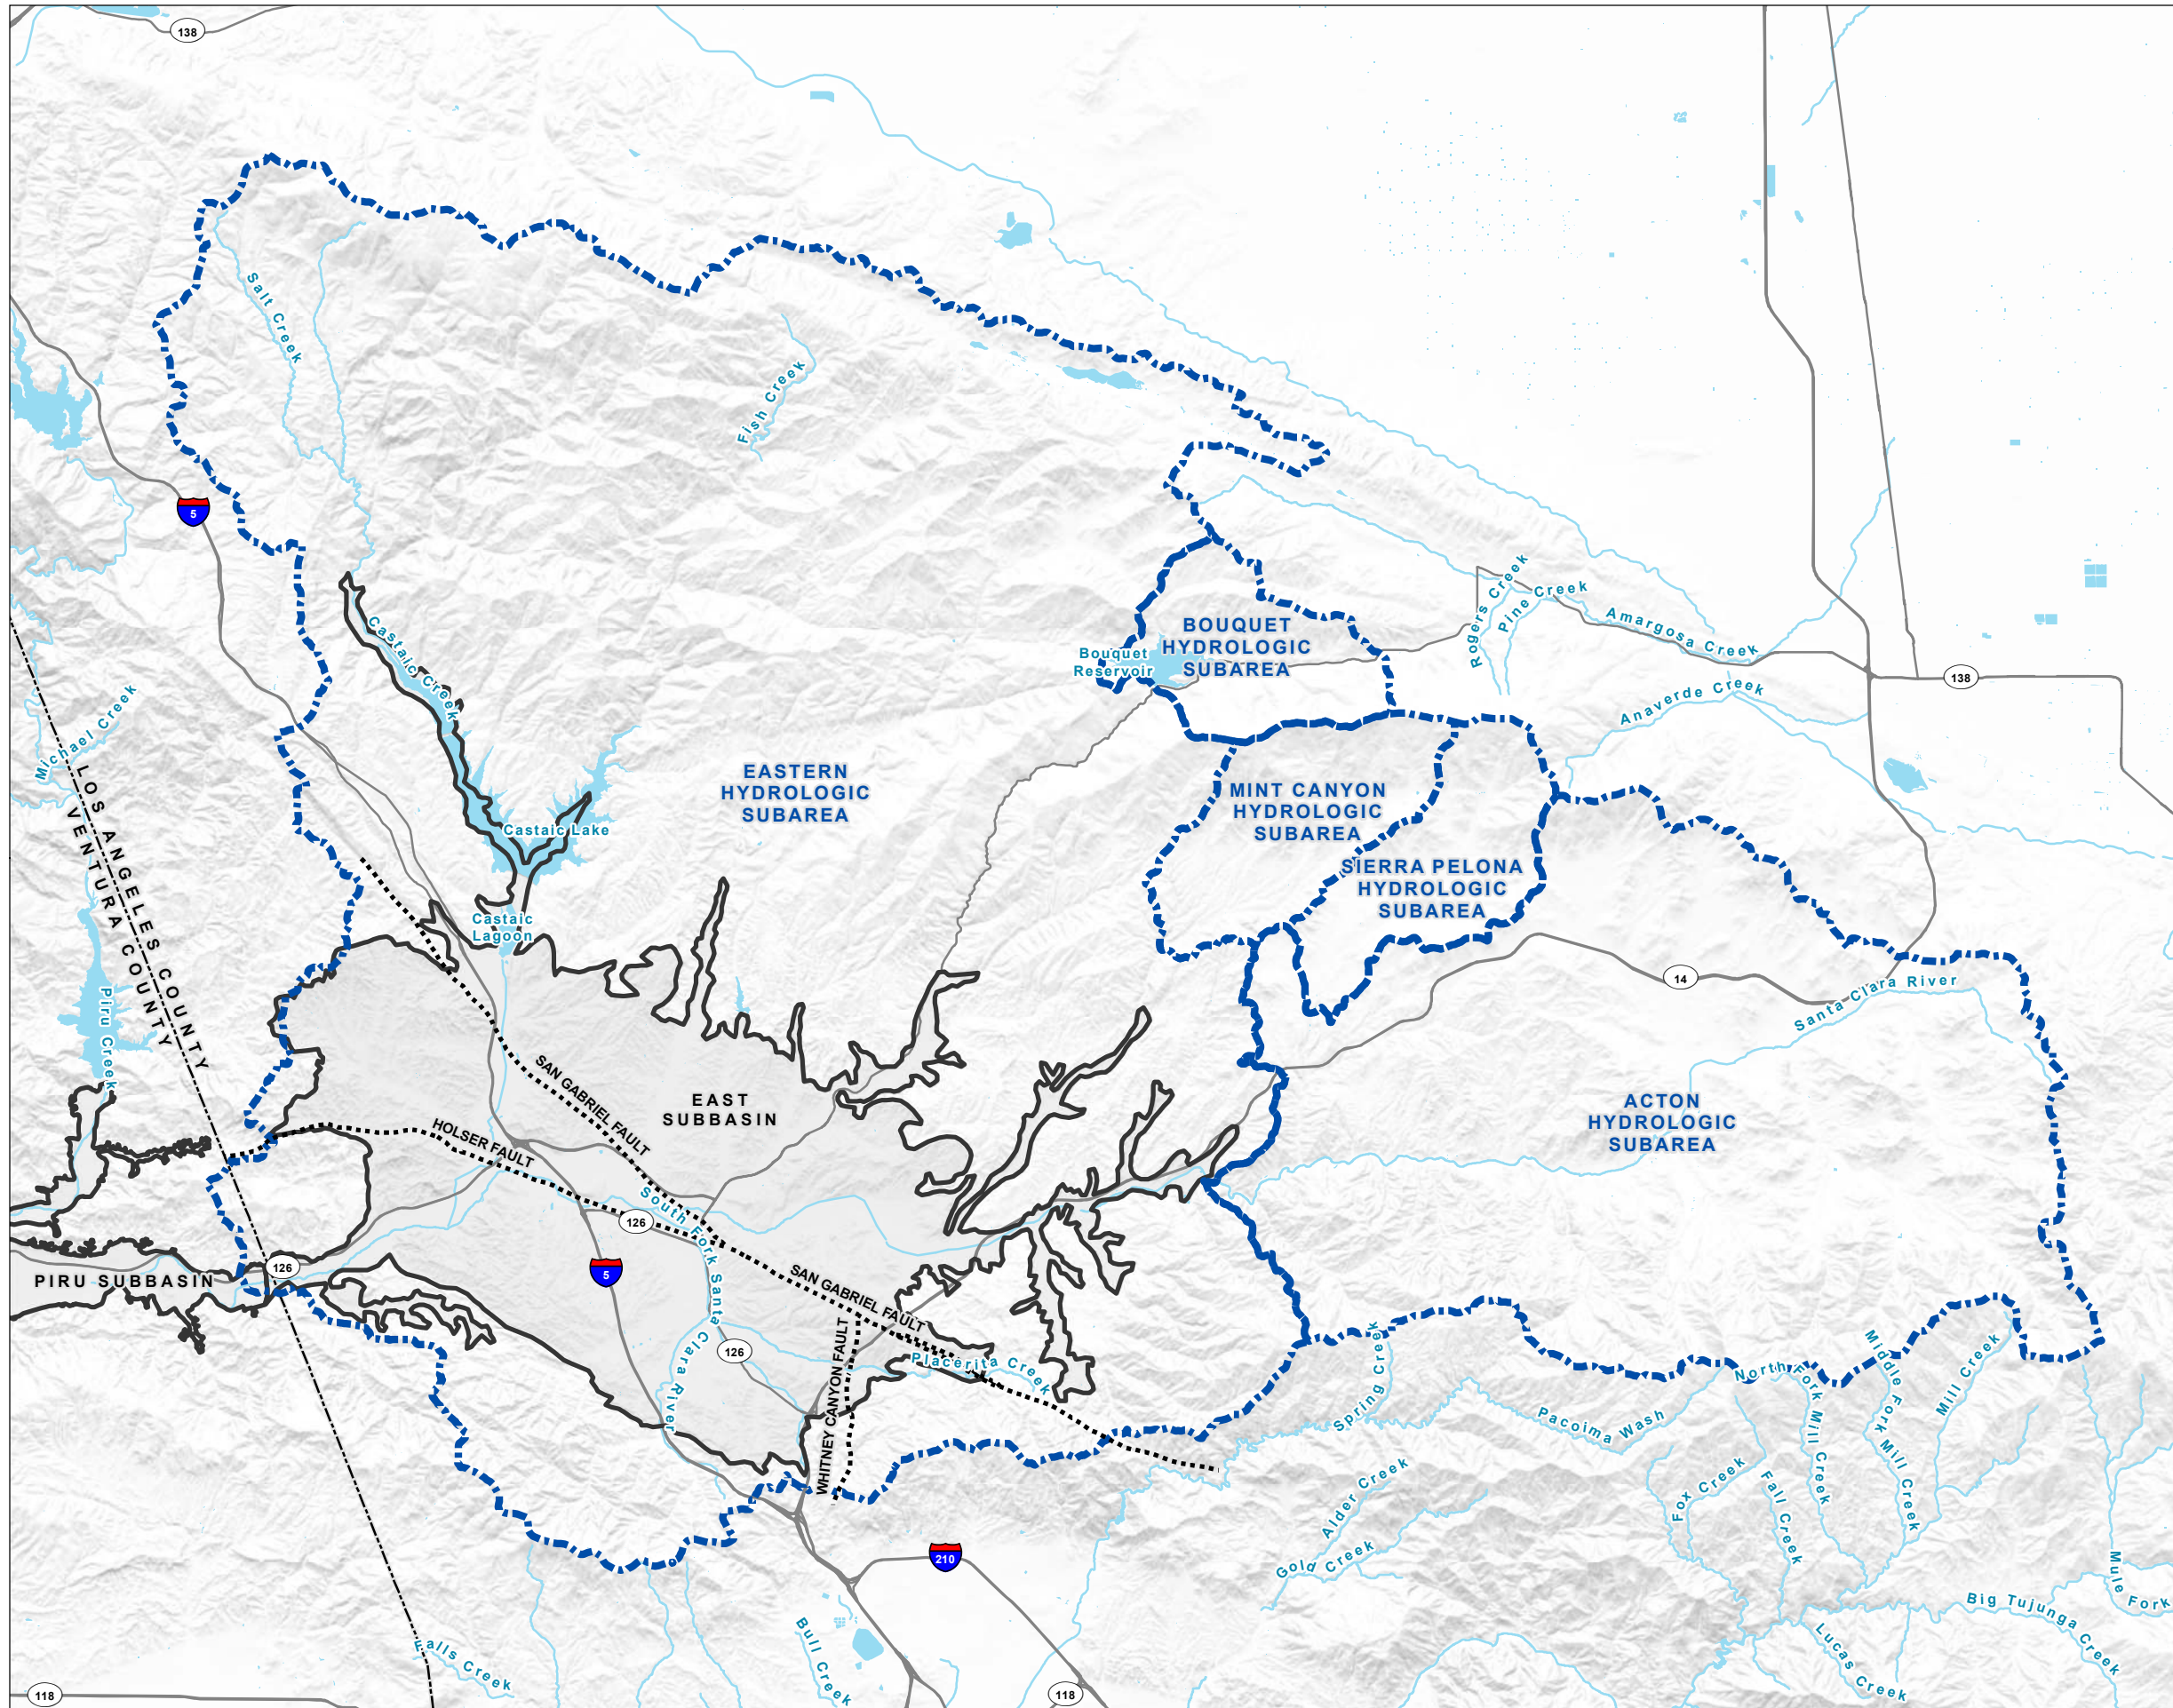 138
Salt Creek
Fish Creek
5
Rogers Creek
Pine Creek
Amargosa Creek
BOUQUET
HYDROLOGIC
SUBAREA
Bouquet
Reservoir
Castaic Creek
138
Anaverde Creek
Michael Creek
LOS ANGELES COUNTY
VENTURA COUNTY
EASTERN
HYDROLOGIC
SUBAREA
MINT CANYON
HYDROLOGIC
SUBAREA
Castaic Lake
SIERRA PELONA
HYDROLOGIC
SUBAREA
Castaic
Lagoon
14
Santa Clara River
Piru Creek
SAN GABRIEL FAULT
EAST
SUBBASIN
ACTON
HYDROLOGIC
SUBAREA
HOLSER FAULT
South Fork Santa Clara River
126
126
5
PIRU SUBBASIN
SAN GABRIEL FAULT
126
WHITNEY CANYON FAULT
Placerita Creek
Spring Creek
Pacoima Wash
North Fork Mill Creek
Middle Fork Mill Creek
Mill Creek
Alder Creek
Gold Creek
Fox Creek
Fall Creek
210
Mule Fork
Big Tujunga Creek
Lucas Creek
Falls Creek
Bull Creek
118
118